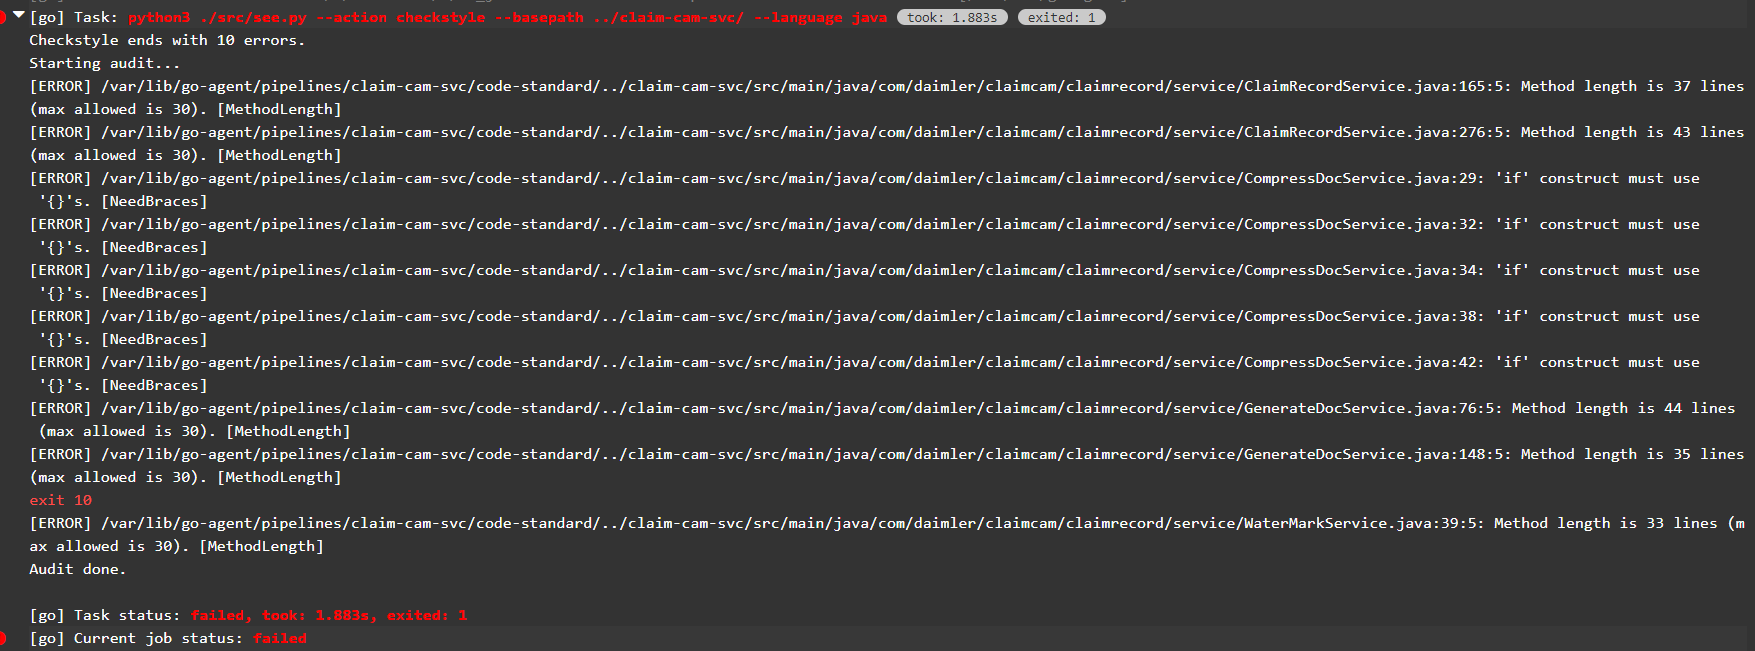 [go] Task: python3 ./src/see.py --action checkstyle --basepath ../claim-cam-svc/ --language java took: 1.883s exited: 1
Checkstyle ends with 10 errors.
Starting audit...
[ERROR] /var/lib/go-agent/pipelines/claim-cam-svc/code-standard/../claim-cam-svc/src/main/java/com/daimler/claimcam/claimrecord/service/ClaimRecordService.java:165:5: Method length is 37 lines
(max allowed is 30). [MethodLength]
[ERROR] /var/lib/go-agent/pipelines/claim-cam-svc/code-standard/../claim-cam-svc/src/main/java/com/daimler/claimcam/claimrecord/service/ClaimRecordService.java:276:5: Method length is 43 lines
(max allowed is 30). [MethodLength]
[ERROR] /var/lib/go-agent/pipelines/claim-cam-svc/code-standard/../claim-cam-svc/src/main/java/com/daimler/claimcam/claimrecord/service/CompressDocService.java:29: 'if' construct must use
'{}'s. [NeedBraces]
[ERROR] /var/lib/go-agent/pipelines/claim-cam-svc/code-standard/../claim-cam-svc/src/main/java/com/daimler/claimcam/claimrecord/service/CompressDocService.java:32: 'if' construct must use
'{}'s. [NeedBraces]
[ERROR] /var/lib/go-agent/pipelines/claim-cam-svc/code-standard/../claim-cam-svc/src/main/java/com/daimler/claimcam/claimrecord/service/CompressDocService.java:34: 'if' construct must use
'{}'s. [NeedBraces]
[ERROR] /var/lib/go-agent/pipelines/claim-cam-svc/code-standard/../claim-cam-svc/src/main/java/com/daimler/claimcam/claimrecord/service/CompressDocService.java:38: 'if' construct must use
'{}'s. [NeedBraces]
[ERROR] /var/lib/go-agent/pipelines/claim-cam-svc/code-standard/../claim-cam-svc/src/main/java/com/daimler/claimcam/claimrecord/service/CompressDocService.java:42: 'if' construct must use
'{}'s. [NeedBraces]
[ERROR] /var/lib/go-agent/pipelines/claim-cam-svc/code-standard/../claim-cam-svc/src/main/java/com/daimler/claimcam/claimrecord/service/GenerateDocService.java:76:5: Method length is 44 lines
(max allowed is 30). [MethodLength]
[ERROR] /var/lib/go-agent/pipelines/claim-cam-svc/code-standard/../claim-cam-svc/src/main/java/com/daimler/claimcam/claimrecord/service/GenerateDocService.java:148:5: Method length is 35 lines
(max allowed is 30). [MethodLength]
exit 10
[ERROR] /var/lib/go-agent/pipelines/claim-cam-svc/code-standard/../claim-cam-svc/src/main/java/com/daimler/claimcam/claimrecord/service/WaterMarkService.java:39:5: Method length is 33 lines (m
ax allowed is 30). [MethodLength]
Audit done.
[go] Task status: failed, took: 1.883s, exited: 1
[go] Current job status: failed